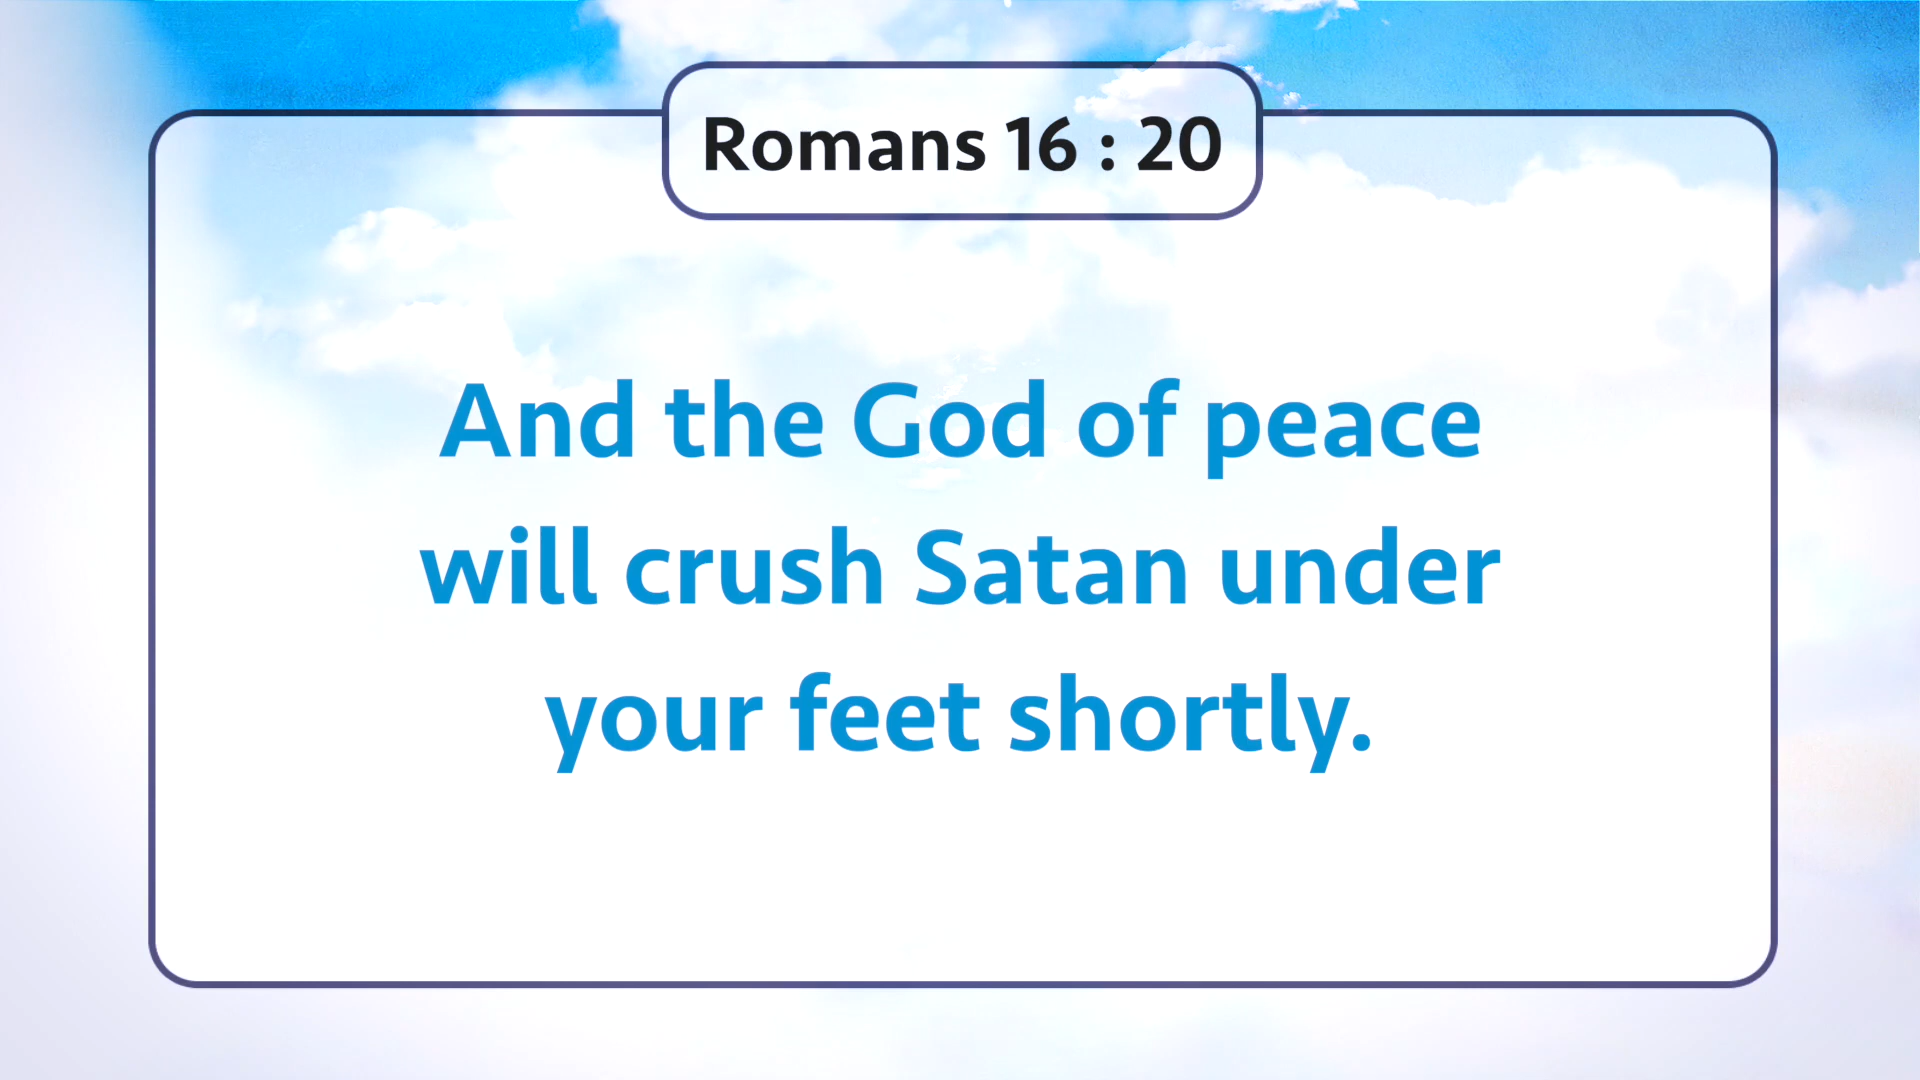 Romans 16 : 20
And the God of peace
will crush Satan under
your feet shortly.